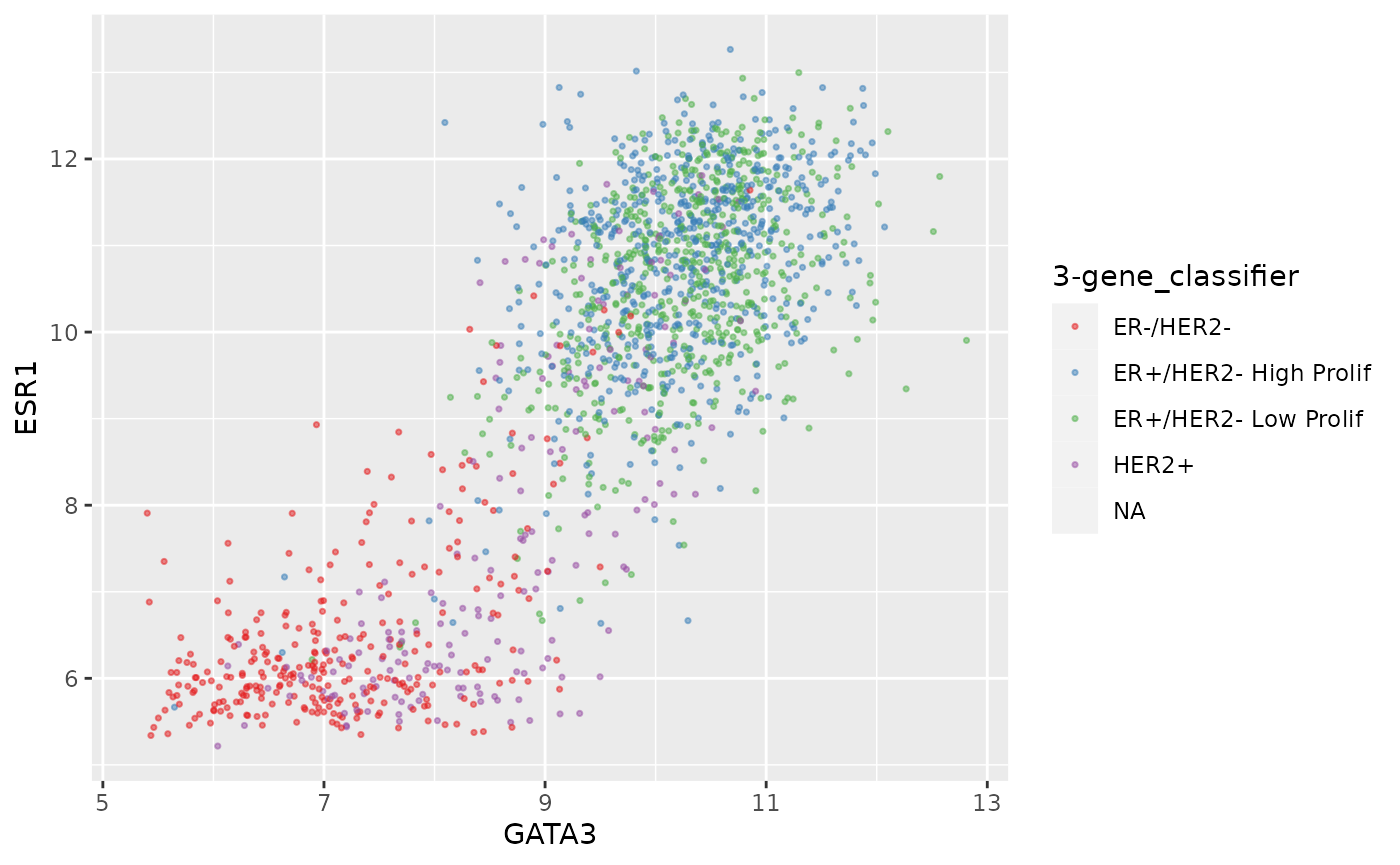 12
10
8
6
ESR1
5 7 9 11 13
GATA3
3-gene_classifier
ER-/HER2-
ER+/HER2- High Prolif
ER+/HER2- Low Prolif
HER2+
NA